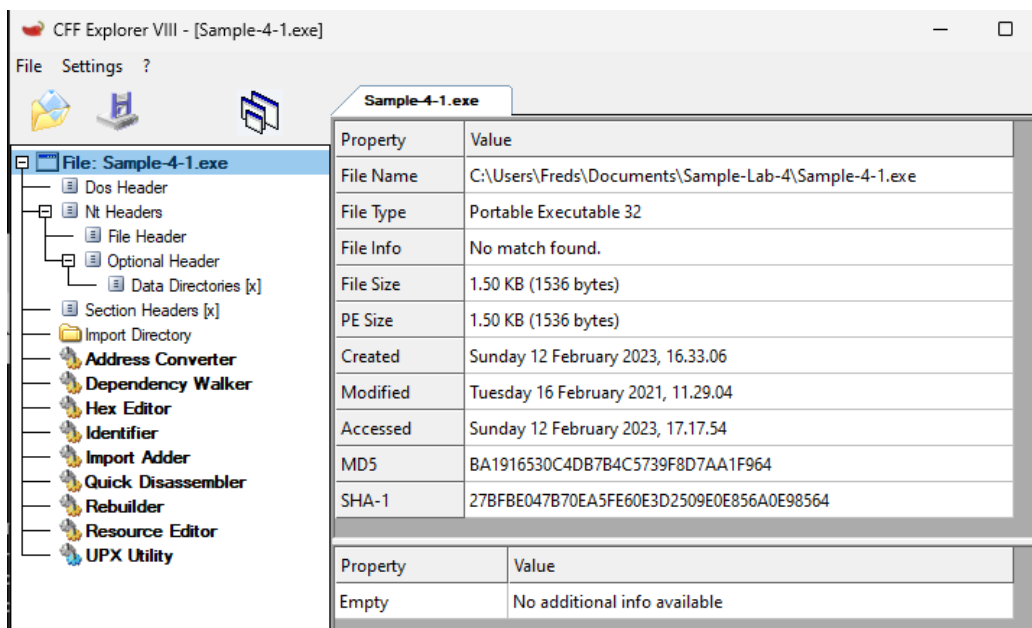 CFF Explorer VIII - [Sample-4-1.exe]
File Settings ?
Sample-4-1.exe
File: Sample-4-1.exe
Dos Header
Nt Headers
File Header
Optional Header
Data Directories [x]
Section Headers [x]
Import Directory
Address Converter
Dependency Walker
Hex Editor
Identifier
Import Adder
Quick Disassembler
Rebuilder
Resource Editor
UPX Utility
Property Value
File Name C:\Users\Freds\Documents\Sample-Lab-4\Sample-4-1.exe
File Type Portable Executable 32
File Info No match found.
File Size 1.50 KB (1536 bytes)
PE Size 1.50 KB (1536 bytes)
Created Sunday 12 February 2023, 16.33.06
Modified Tuesday 16 February 2021, 11.29.04
Accessed Sunday 12 February 2023, 17.17.54
MD5 BA1916530C4DB7B4C5739F8D7AA1F964
SHA-1 27BFBE047B70EA5FE60E3D2509E0E856A0E98564
Property Value
Empty No additional info available